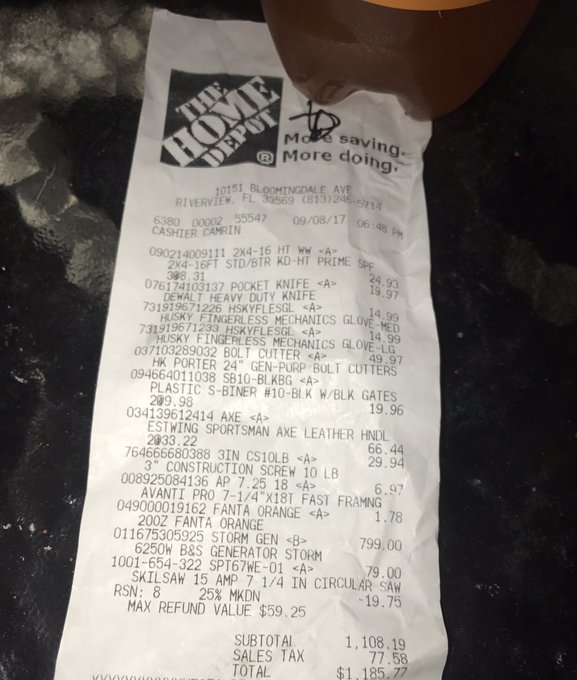 THE
HOME
DEPOT
®
More saving.
More doing.
10151 BLOOMINGDALE AVE
RIVERVIEW, FL 33569 (813)246-5714
6380 00002 55547 09/08/17 06:48 PM
CASHIER CAMRIN
090214009111 2X4-16 HT WW <A>
2X4-16FT STD/BTR KD-HT PRIME SPF
3@8.31 24.93
076174103137 POCKET KNIFE <A> 19.97
DEWALT HEAVY DUTY KNIFE
731919671226 HSKYFLESGL <A> 14.99
HUSKY FINGERLESS MECHANICS GLOVE-MED
731919671233 HSKYFLESGL <A> 14.99
HUSKY FINGERLESS MECHANICS GLOVE-LG
037103289032 BOLT CUTTER <A> 49.97
HK PORTER 24" GEN-PURP BOLT CUTTERS
094664011038 SB10-BLKBG <A>
PLASTIC S-BINER #10-BLK W/BLK GATES
2@9.98 19.96
034139612414 AXE <A>
ESTWING SPORTSMAN AXE LEATHER HNDL
2@33.22 66.44
764666680388 3IN CS10LB <A> 29.94
3" CONSTRUCTION SCREW 10 LB
008925084136 AP 7.25 18 <A> 6.97
AVANTI PRO 7-1/4"X18T FAST FRAMNG
049000019162 FANTA ORANGE <A> 1.78
20OZ FANTA ORANGE
011675305925 STORM GEN <B> 799.00
6250W B&S GENERATOR STORM
1001-654-322 SPT67WE-01 <A> 79.00
SKILSAW 15 AMP 7 1/4 IN CIRCULAR SAW
RSN: 8 25% MKDN -19.75
MAX REFUND VALUE $59.25
SUBTOTAL 1,108.19
SALES TAX 77.58
TOTAL $1,185.77